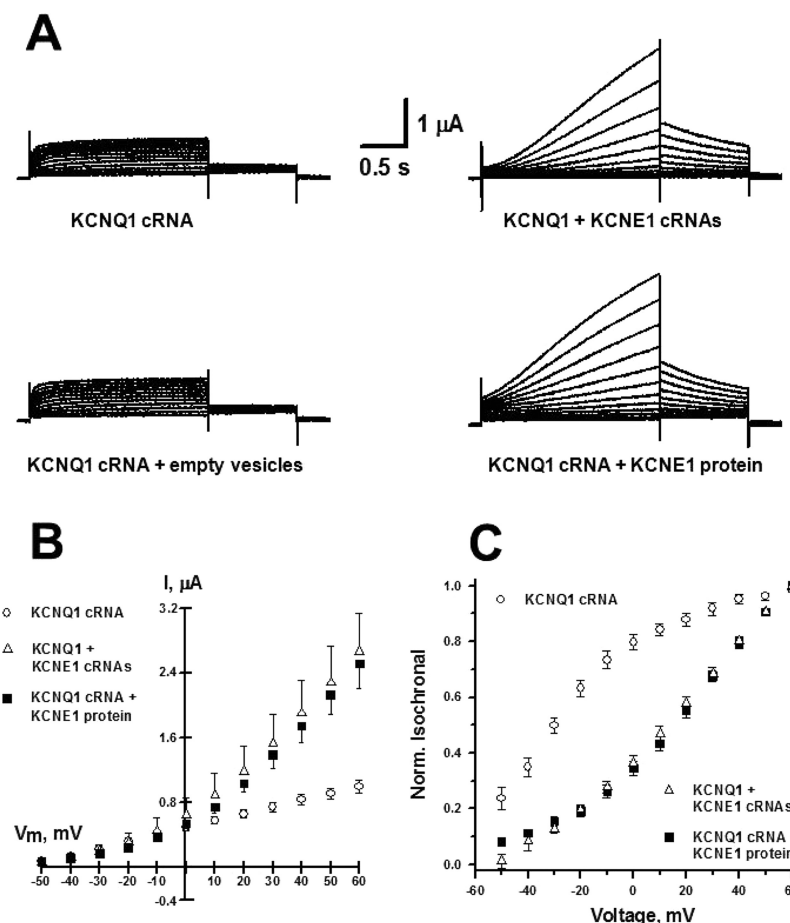 A
1 µA
0.5 s
KCNQ1 cRNA
KCNQ1 + KCNE1 cRNAs
KCNQ1 cRNA + empty vesicles
KCNQ1 cRNA + KCNE1 protein
B
I, µA
KCNQ1 cRNA
KCNQ1 +
KCNE1 cRNAs
KCNQ1 cRNA +
KCNE1 protein
3.2
2.4
1.6
0.8
-0.4
Vm, mV
-50 -40 -30 -20 -10 10 20 30 40 50 60
C
Norm. Isochronal
1.0
0.8
0.6
0.4
0.2
0.0
KCNQ1 cRNA
KCNQ1 +
KCNE1 cRNAs
KCNQ1 cRNA
KCNE1 protein
-60 -40 -20 0 20 40 6
Voltage, mV